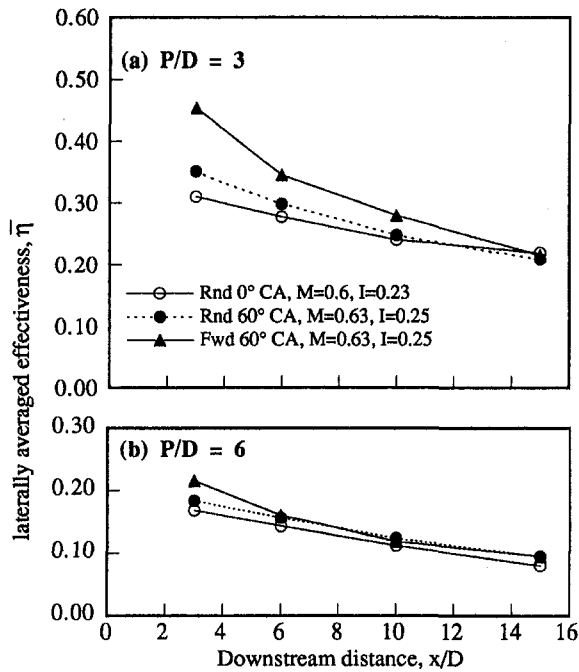 0.60
(a) P/D = 3
0.50
0.40
0.30
0.20
Rnd 0° CA, M=0.6, I=0.23
Rnd 60° CA, M=0.63, I=0.25
Fwd 60° CA, M=0.63, I=0.25
0.10
0.00
laterally averaged effectiveness, η̅
0.30
(b) P/D = 6
0.20
0.10
0.00
0 2 4 6 8 10 12 14 16
Downstream distance, x/D